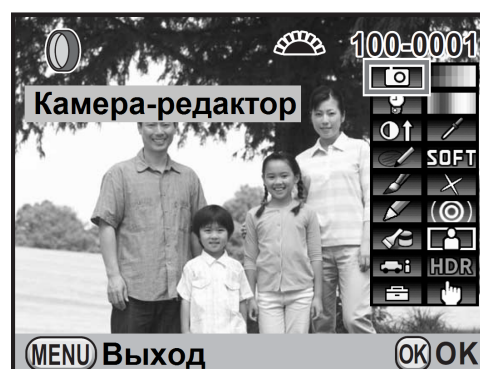 100-0001
Камера-редактор
SOFT
HDR
MENU Выход
OK OK